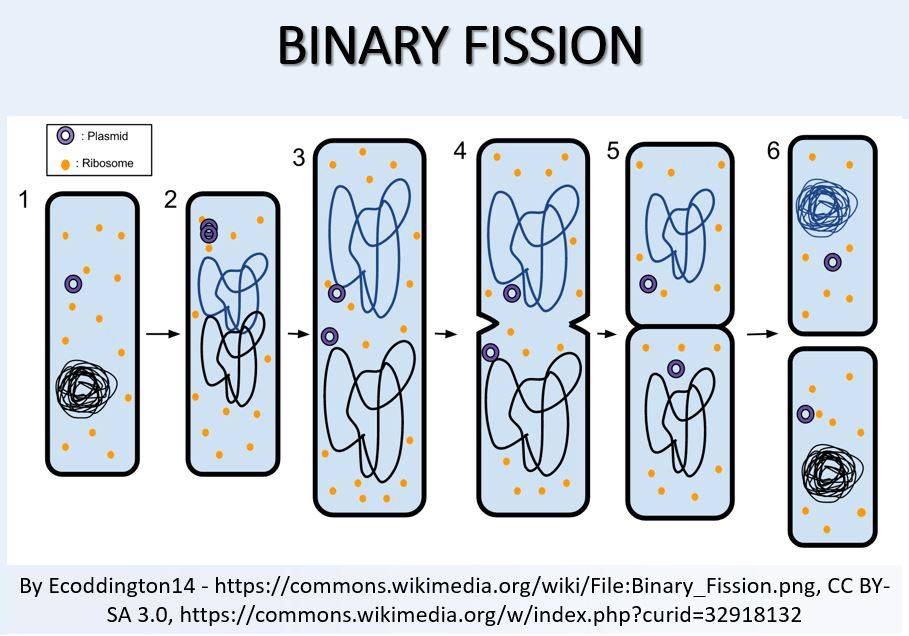 BINARY FISSION
: Plasmid
: Ribosome
1
2
3
4
5
6
By Ecoddington14 - https://commons.wikimedia.org/wiki/File:Binary_Fission.png, CC BY-
SA 3.0, https://commons.wikimedia.org/w/index.php?curid=32918132